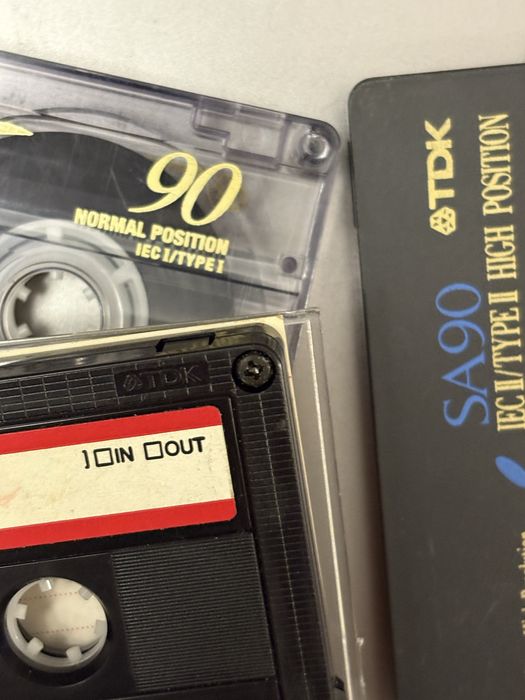 90
NORMAL POSITION
IEC I/TYPE I
TDK
] □IN □OUT
TDK
SA90
IEC II/TYPE II HIGH POSITION